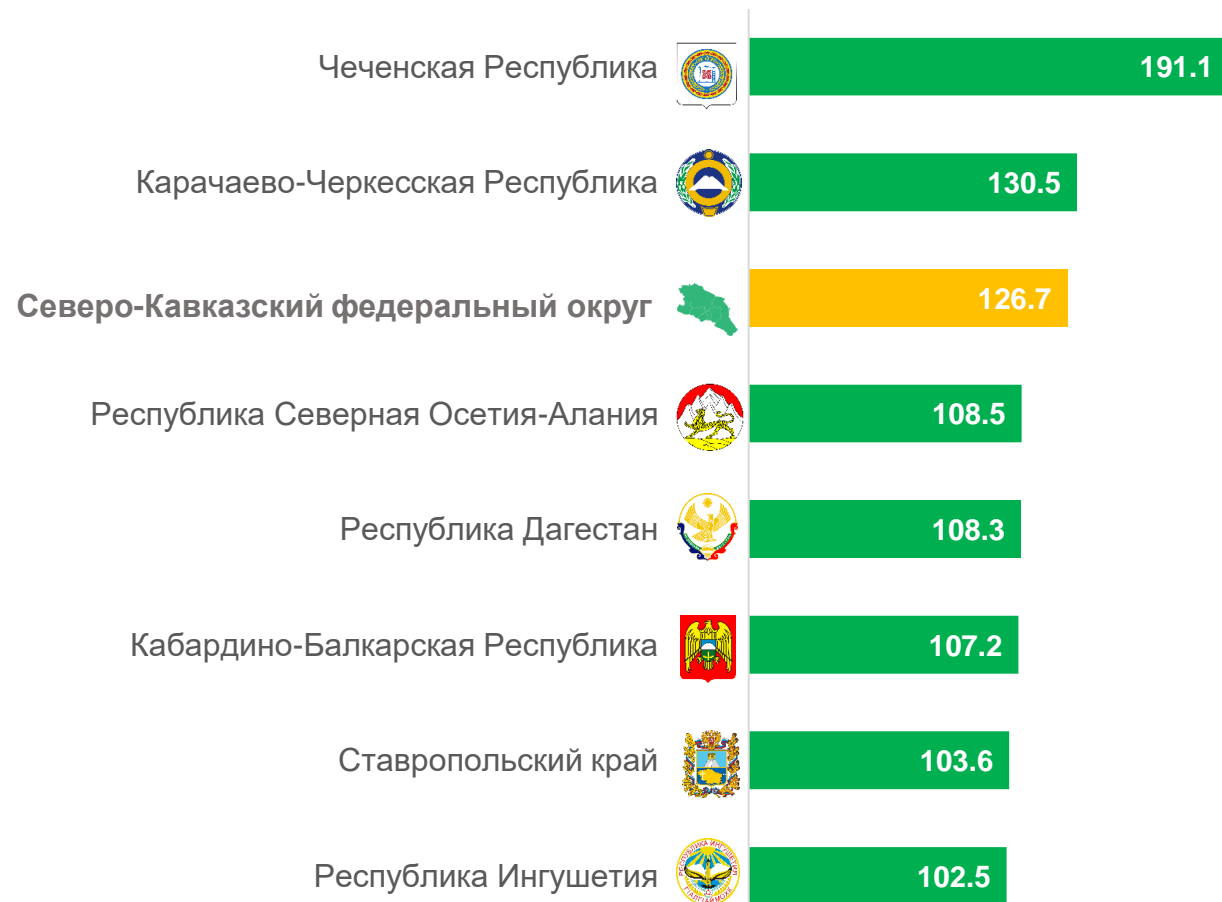 Чеченская Республика 191.1
Карачаево-Черкесская Республика 130.5
Северо-Кавказский федеральный округ 126.7
Республика Северная Осетия-Алания 108.5
Республика Дагестан 108.3
Кабардино-Балкарская Республика 107.2
Ставропольский край 103.6
Республика Ингушетия 102.5
РЕСПУБЛИКА ИНГУШЕТИЯ